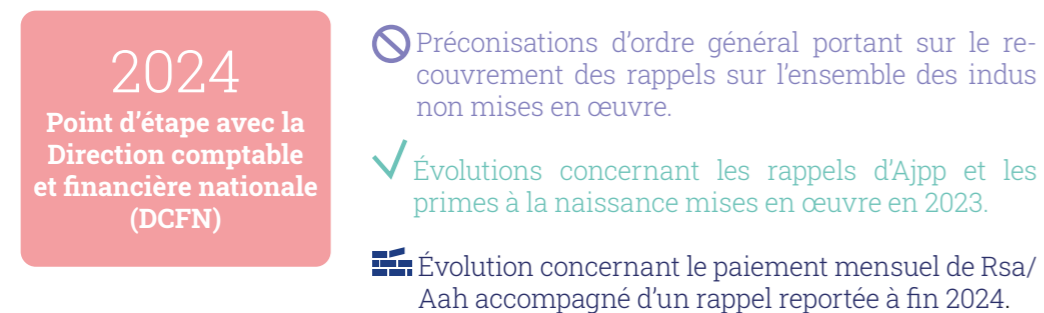 2024
Point d’étape avec la
Direction comptable
et financière nationale
(DCFN)
Préconisations d’ordre général portant sur le re-
couvrement des rappels sur l’ensemble des indus
non mises en œuvre.
Évolutions concernant les rappels d’Ajpp et les
primes à la naissance mises en œuvre en 2023.
Évolution concernant le paiement mensuel de Rsa/
Aah accompagné d’un rappel reportée à fin 2024.